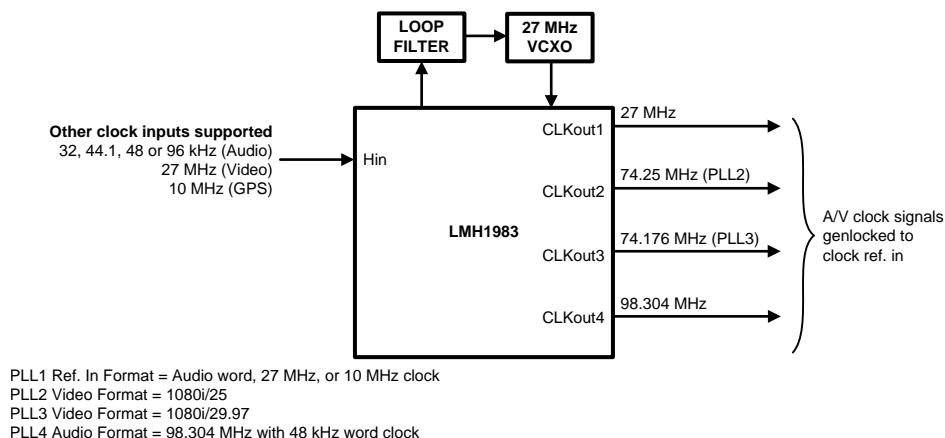 LOOP
FILTER
27 MHz
VCXO
Other clock inputs supported
32, 44.1, 48 or 96 kHz (Audio)
27 MHz (Video)
10 MHz (GPS)
Hin
LMH1983
CLKout1
27 MHz
CLKout2
74.25 MHz (PLL2)
CLKout3
74.176 MHz (PLL3)
CLKout4
98.304 MHz
A/V clock signals
genlocked to
clock ref. in
PLL1 Ref. In Format = Audio word, 27 MHz, or 10 MHz clock
PLL2 Video Format = 1080i/25
PLL3 Video Format = 1080i/29.97
PLL4 Audio Format = 98.304 MHz with 48 kHz word clock